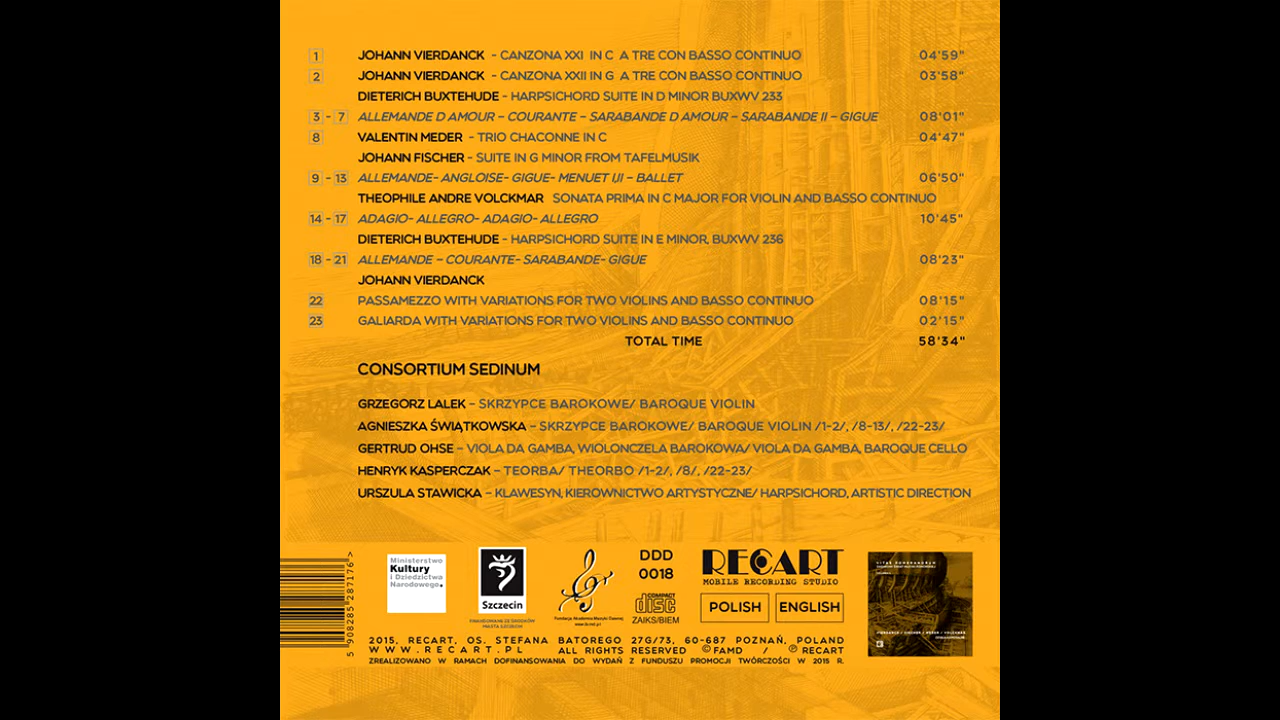 1 JOHANN VIERDANCK - CANZONA XXI IN C A TRE CON BASSO CONTINUO 04'59"
2 JOHANN VIERDANCK - CANZONA XXII IN G A TRE CON BASSO CONTINUO 03'58"
DIETERICH BUXTEHUDE - HARPSICHORD SUITE IN D MINOR BUXWV 233
3 - 7 ALLEMANDE D AMOUR – COURANTE – SARABANDE D AMOUR – SARABANDE II – GIGUE 08'01"
8 VALENTIN MEDER - TRIO CHACONNE IN C 04'47"
JOHANN FISCHER - SUITE IN G MINOR FROM TAFELMUSIK
9 - 13 ALLEMANDE- ANGLOISE- GIGUE- MENUET I,II – BALLET 06'50"
THEOPHILE ANDRE VOLCKMAR SONATA PRIMA IN C MAJOR FOR VIOLIN AND BASSO CONTINUO
14 - 17 ADAGIO- ALLEGRO- ADAGIO- ALLEGRO 10'45"
DIETERICH BUXTEHUDE - HARPSICHORD SUITE IN E MINOR, BUXWV 236
18 - 21 ALLEMANDE – COURANTE- SARABANDE- GIGUE 08'23"
JOHANN VIERDANCK
22 PASSAMEZZO WITH VARIATIONS FOR TWO VIOLINS AND BASSO CONTINUO 08'15"
23 GALIARDA WITH VARIATIONS FOR TWO VIOLINS AND BASSO CONTINUO 02'15"
TOTAL TIME 58'34"
CONSORTIUM SEDINUM
GRZEGORZ LALEK – SKRZYPCE BAROKOWE/ BAROQUE VIOLIN
AGNIESZKA ŚWIĄTKOWSKA – SKRZYPCE BAROKOWE/ BAROQUE VIOLIN /1-2/, /8-13/, /22-23/
GERTRUD OHSE – VIOLA DA GAMBA, WIOLONCZELA BAROKOWA/ VIOLA DA GAMBA, BAROQUE CELLO
HENRYK KASPERCZAK – TEORBA/ THEORBO /1-2/, /8/, /22-23/
URSZULA STAWICKA – KLAWESYN, KIEROWNICTWO ARTYSTYCZNE/ HARPSICHORD, ARTISTIC DIRECTION
5 908285 287176 >
Ministerstwo
Kultury
i Dziedzictwa
Narodowego.
Szczecin
Fundacja Akademia Muzyki Dawnej
DDD
0018
COMPACT
disc
ZAIKS/BIEM
RECART
MOBILE RECORDING STUDIO
POLISH ENGLISH
2015, RECART, OS. STEFANA BATOREGO 27G/73, 60-687 POZNAŃ, POLAND
WWW.RECART.PL ALL RIGHTS RESERVED ©FAMD / ℗ RECART
ZREALIZOWANO W RAMACH DOFINANSOWANIA DO WYDAŃ Z FUNDUSZU PROMOCJI TWÓRCZOŚCI W 2015 R.